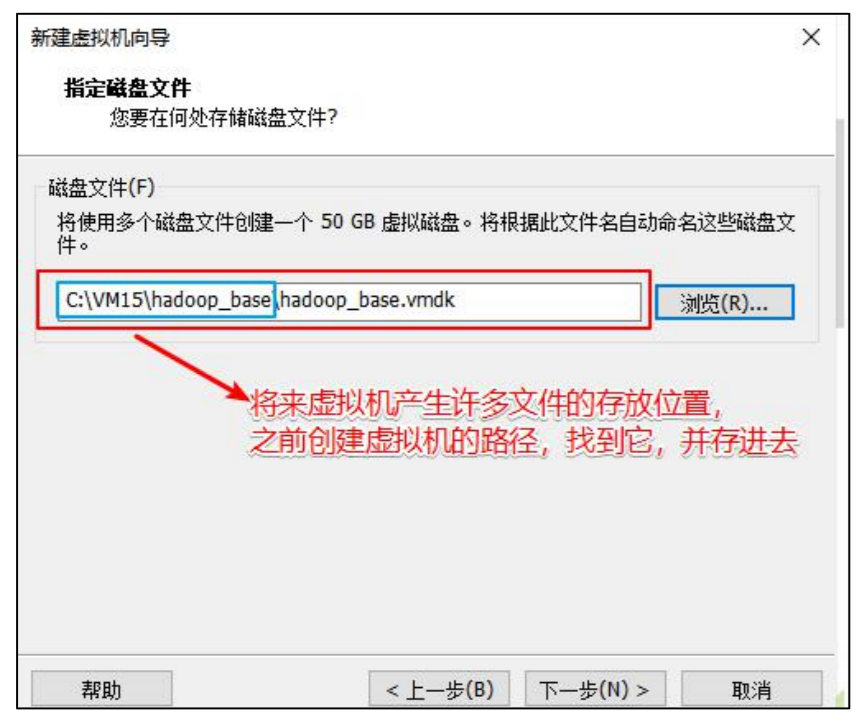 新建虚拟机向导
指定磁盘文件
您要在何处存储磁盘文件?
磁盘文件(F)
将使用多个磁盘文件创建一个 50 GB 虚拟磁盘。将根据此文件名自动命名这些磁盘文
件。
C:\VM15\hadoop_base\hadoop_base.vmdk
浏览(R)...
将来虚拟机产生许多文件的存放位置，
之前创建虚拟机的路径，找到它，并存进去
帮助
< 上一步(B)
下一步(N) >
取消